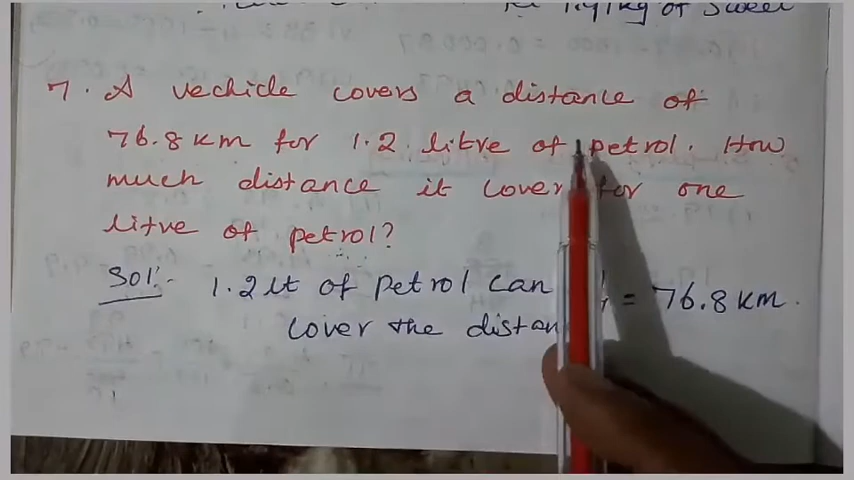 7. A vechicle covers a distance of
76.8 km for 1.2 litre of petrol. How
much distance it cover for one
litre of petrol?
Sol:- 1.2 lt of petrol can = 76.8 km.
cover the distan